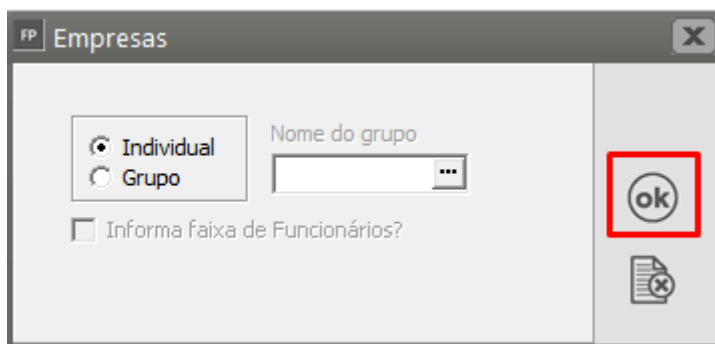 FP Empresas
Individual
Grupo
Nome do grupo
...
Informa faixa de Funcionários?
ok